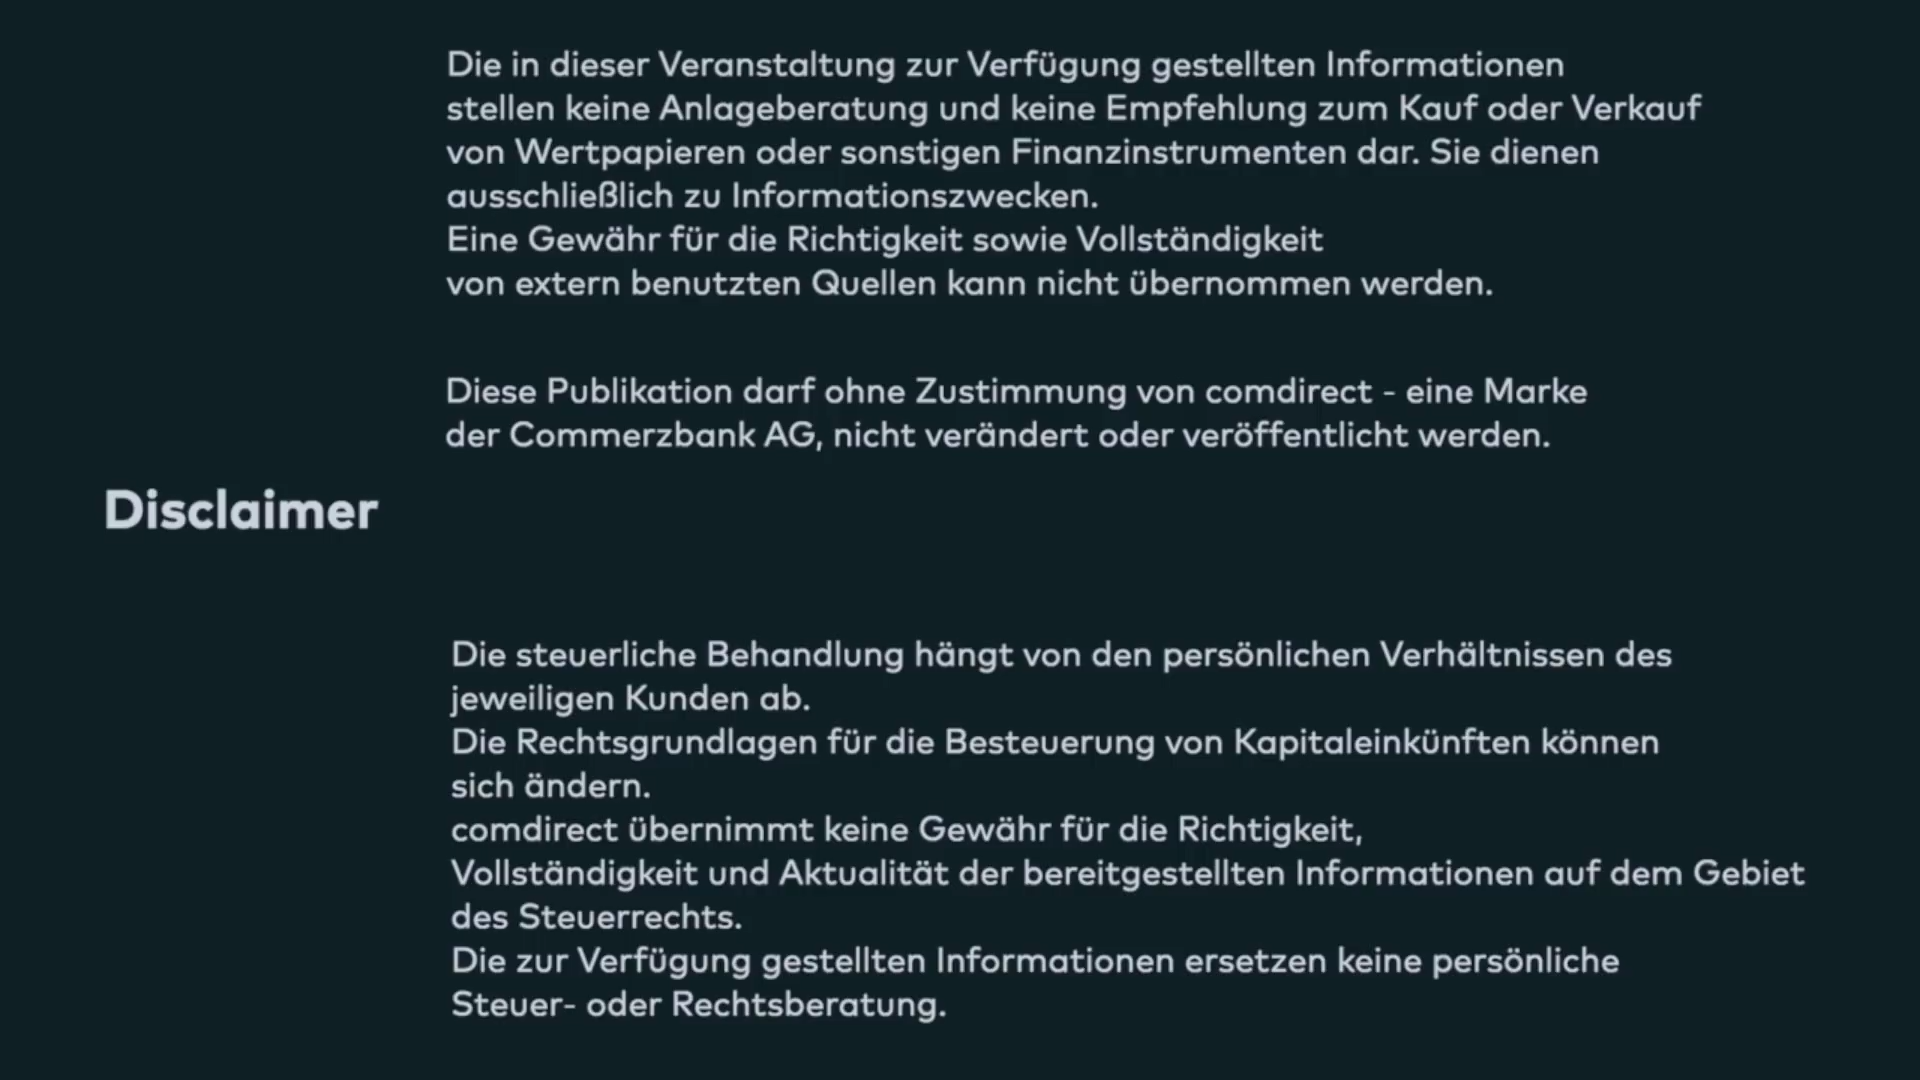 Die in dieser Veranstaltung zur Verfügung gestellten Informationen
stellen keine Anlageberatung und keine Empfehlung zum Kauf oder Verkauf
von Wertpapieren oder sonstigen Finanzinstrumenten dar. Sie dienen
ausschließlich zu Informationszwecken.
Eine Gewähr für die Richtigkeit sowie Vollständigkeit
von extern benutzten Quellen kann nicht übernommen werden.
Diese Publikation darf ohne Zustimmung von comdirect - eine Marke
der Commerzbank AG, nicht verändert oder veröffentlicht werden.
Disclaimer
Die steuerliche Behandlung hängt von den persönlichen Verhältnissen des
jeweiligen Kunden ab.
Die Rechtsgrundlagen für die Besteuerung von Kapitaleinkünften können
sich ändern.
comdirect übernimmt keine Gewähr für die Richtigkeit,
Vollständigkeit und Aktualität der bereitgestellten Informationen auf dem Gebiet
des Steuerrechts.
Die zur Verfügung gestellten Informationen ersetzen keine persönliche
Steuer- oder Rechtsberatung.